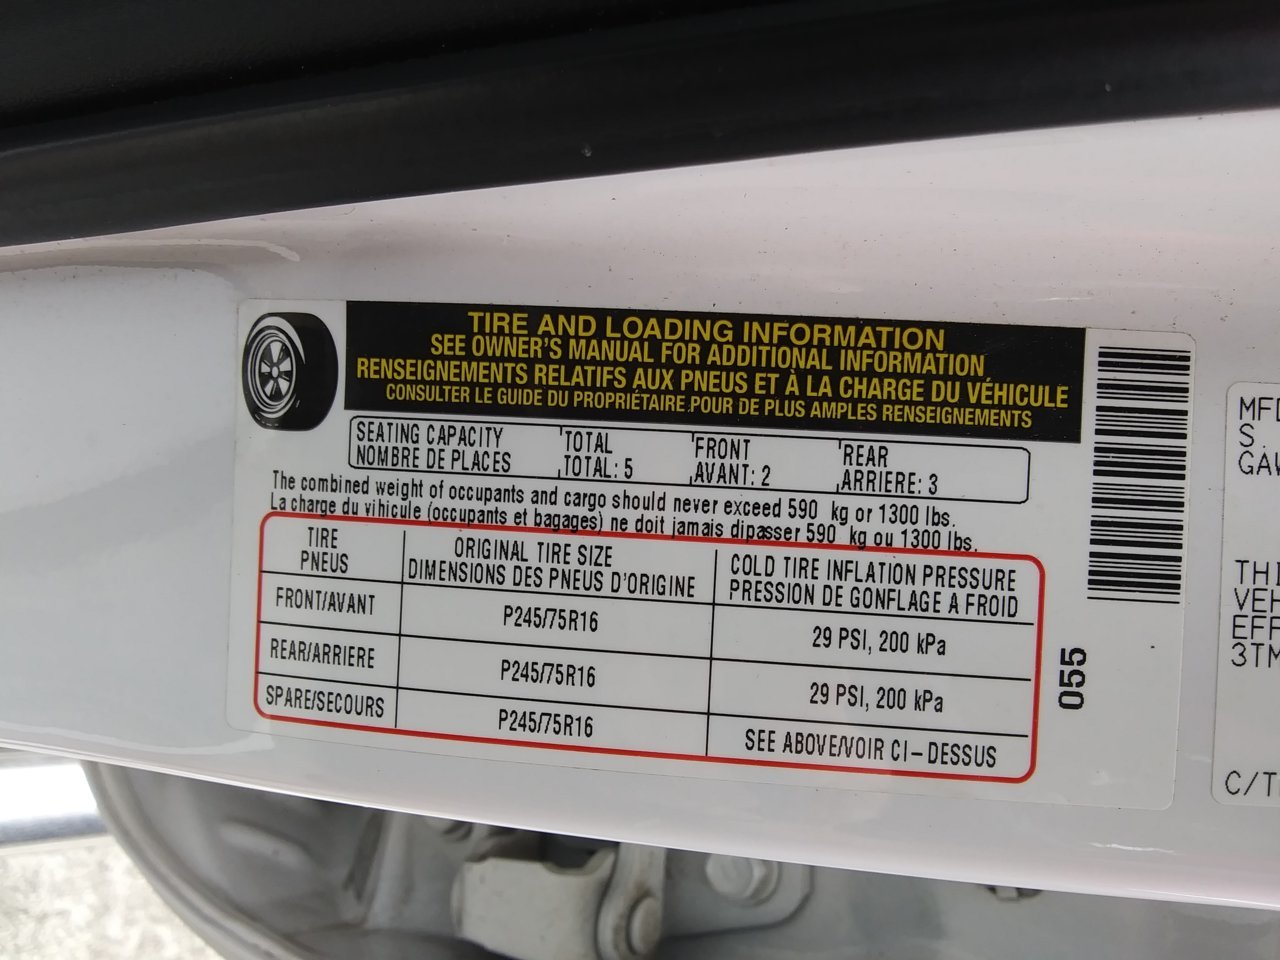 TIRE AND LOADING INFORMATION
SEE OWNER'S MANUAL FOR ADDITIONAL INFORMATION
RENSEIGNEMENTS RELATIFS AUX PNEUS ET À LA CHARGE DU VÉHICULE
CONSULTER LE GUIDE DU PROPRIÉTAIRE POUR DE PLUS AMPLES RENSEIGNEMENTS
SEATING CAPACITY TOTAL FRONT REAR
NOMBRE DE PLACES TOTAL: 5 AVANT: 2 ARRIERE: 3
The combined weight of occupants and cargo should never exceed 590 kg or 1300 lbs.
La charge du vihicule (occupants et bagages) ne doit jamais dipasser 590 kg ou 1300 lbs.
TIRE ORIGINAL TIRE SIZE COLD TIRE INFLATION PRESSURE
PNEUS DIMENSIONS DES PNEUS D'ORIGINE PRESSION DE GONFLAGE A FROID
FRONT/AVANT P245/75R16 29 PSI, 200 kPa
REAR/ARRIERE P245/75R16 29 PSI, 200 kPa
SPARE/SECOURS P245/75R16 SEE ABOVE/VOIR CI-DESSUS
055
S.
3TM
C/T